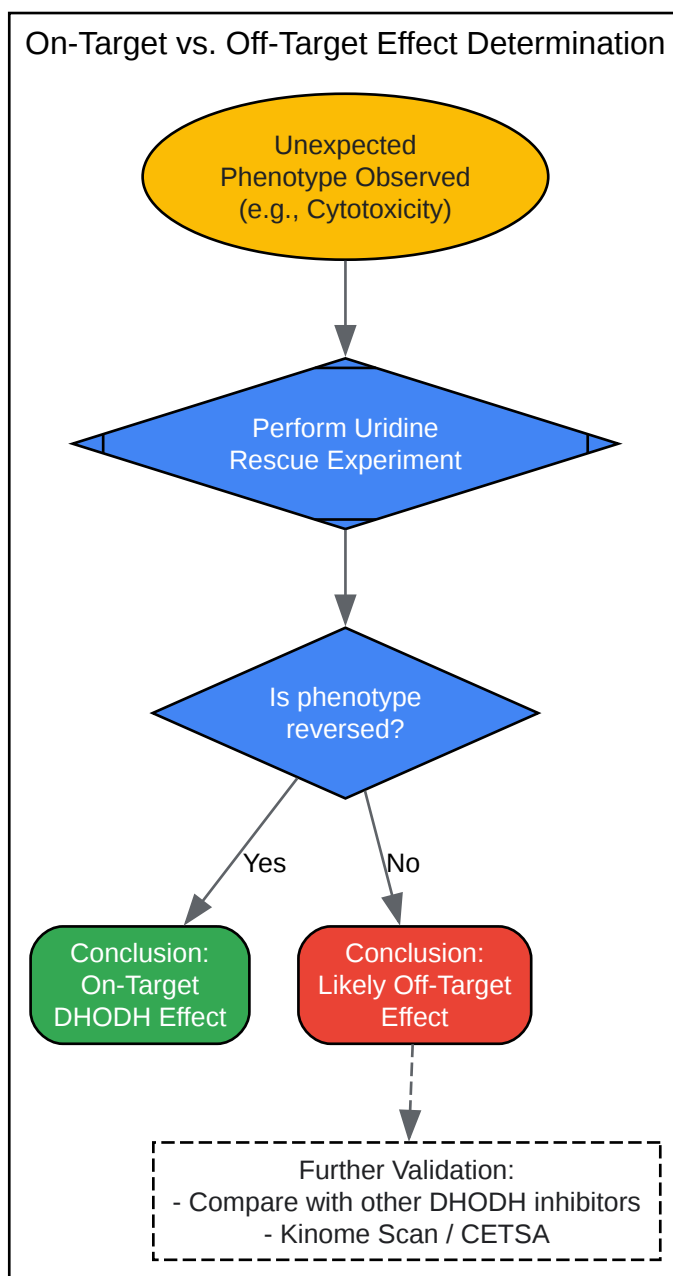 On-Target vs. Off-Target Effect Determination
Unexpected
Phenotype Observed
(e.g., Cytotoxicity)
Perform Uridine
Rescue Experiment
Is phenotype
reversed?
Yes
No
Conclusion:
On-Target
DHODH Effect
Conclusion:
Likely Off-Target
Effect
Further Validation:
- Compare with other DHODH inhibitors
- Kinome Scan / CETSA